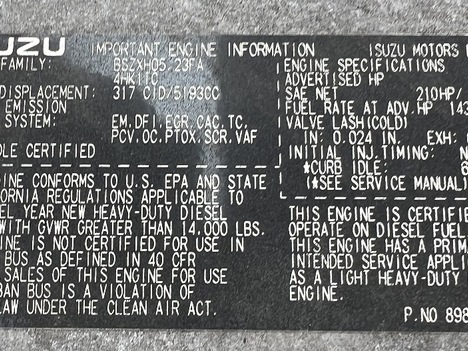 UZU IMPORTANT ENGINE INFORMATION ISUZU MOTORS
FAMILY: BSZXH05.23FA
4HK1TC
DISPLACEMENT: 317 CID/5193CC
EMISSION
SYSTEM: EM.DFI.EGR.CAC.TC.
PCV.OC.PTOX.SCR.VAF
LE CERTIFIED
ENGINE SPECIFICATIONS
ADVERTISED HP
SAE NET 210HP/
FUEL RATE AT ADV.HP 143
VALVE LASH(COLD)
IN: 0.024 IN. EXH:
INITIAL INJ.TIMING: N
*CURB IDLE: 6
(*SEE SERVICE MANUAL)
INE CONFORMS TO U.S. EPA AND STATE
FORNIA REGULATIONS APPLICABLE TO
EL YEAR NEW HEAVY-DUTY DIESEL
WITH GVWR GREATER THAN 14,000 LBS.
INE IS NOT CERTIFIED FOR USE IN
BUS AS DEFINED IN 40 CFR
SALES OF THIS ENGINE FOR USE
BAN BUS IS A VIOLATION OF
LAW UNDER THE CLEAN AIR ACT.
THIS ENGINE IS CERTIFIE
OPERATE ON DIESEL FUEL
THIS ENGINE HAS A PRIMA
INTENDED SERVICE APPLIC
AS A LIGHT HEAVY-DUTY
ENGINE.
P.NO 898